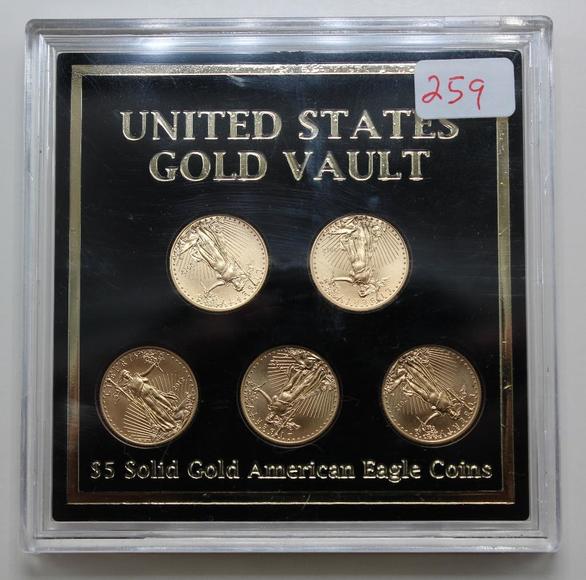 259
UNITED STATES
GOLD VAULT
$5 Solid Gold American Eagle Coins